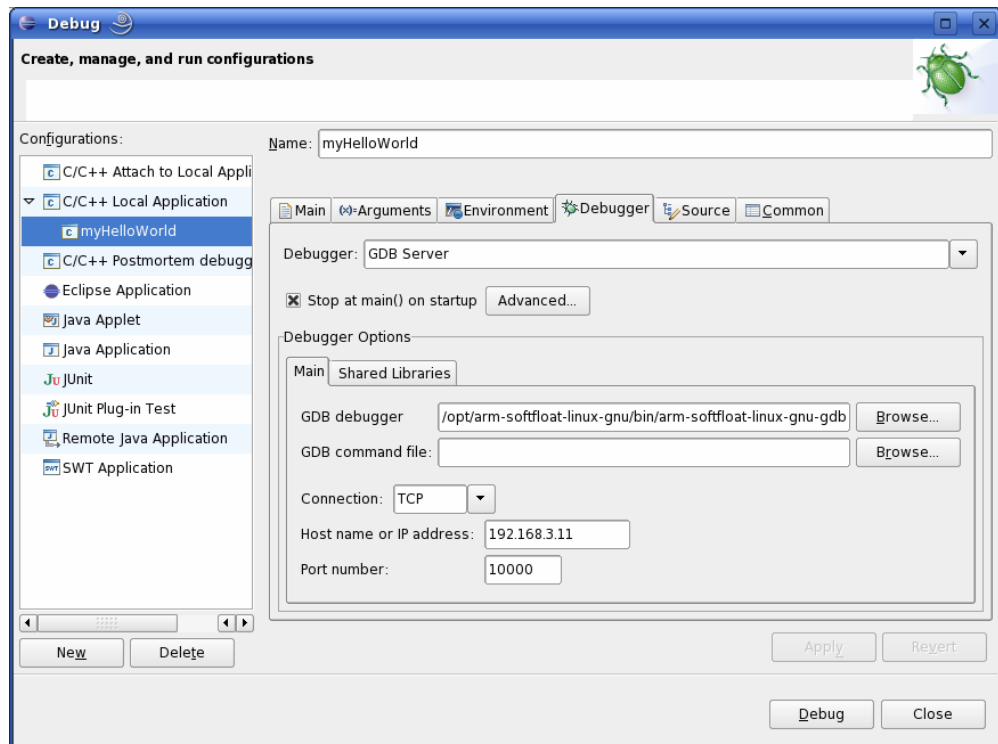 Debug
Create, manage, and run configurations
Configurations:
C/C++ Attach to Local Appli
C/C++ Local Application
myHelloWorld
C/C++ Postmortem debugg
Eclipse Application
Java Applet
Java Application
JUnit
JUnit Plug-in Test
Remote Java Application
SWT Application
New Delete
Name: myHelloWorld
Main (x)=Arguments Environment Debugger Source Common
Debugger: GDB Server
Stop at main() on startup Advanced...
Debugger Options
Main Shared Libraries
GDB debugger /opt/arm-softfloat-linux-gnu/bin/arm-softfloat-linux-gnu-gdb Browse...
GDB command file: Browse...
Connection: TCP
Host name or IP address: 192.168.3.11
Port number: 10000
Apply Revert
Debug Close